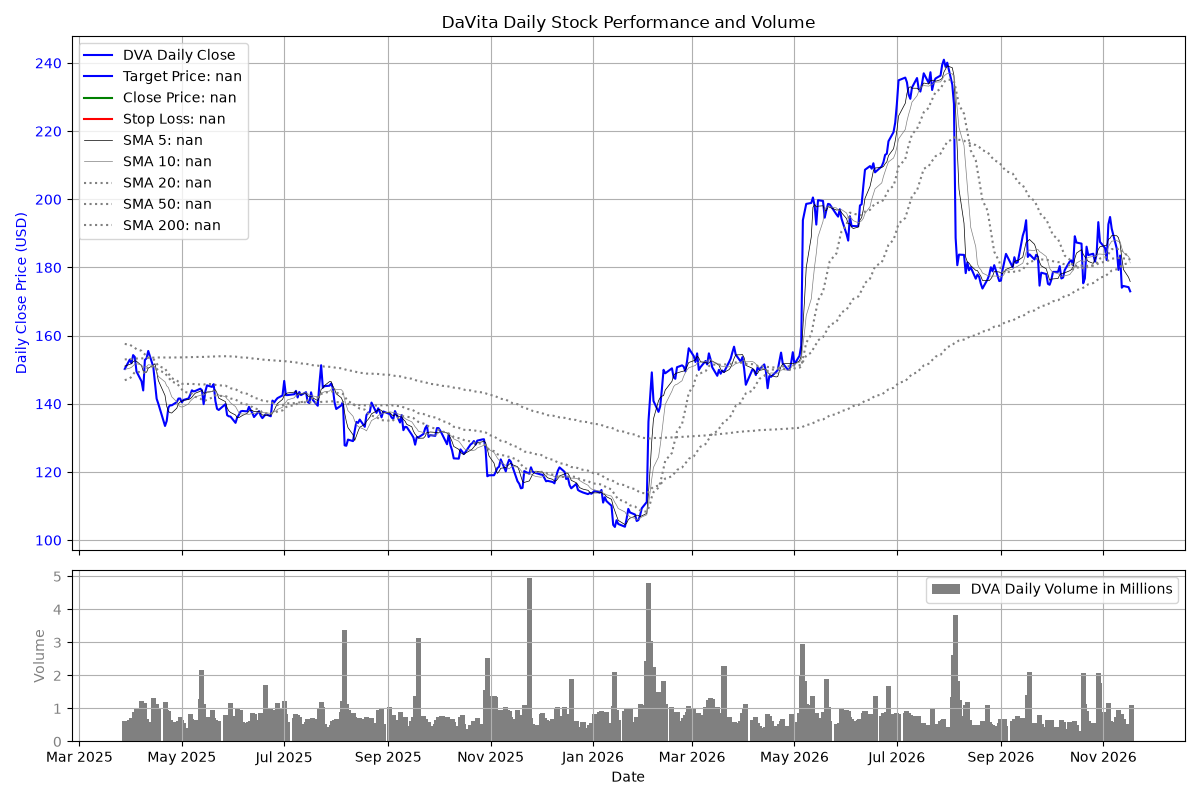 DaVita Daily Stock Performance and Volume
DVA Daily Close
Target Price: nan
Close Price: nan
Stop Loss: nan
SMA 5: nan
SMA 10: nan
SMA 20: nan
SMA 50: nan
SMA 200: nan
Daily Close Price (USD)
240
220
200
180
160
140
120
100
DVA Daily Volume in Millions
Volume
5
4
3
2
1
0
Mar 2025 May 2025 Jul 2025 Sep 2025 Nov 2025 Jan 2026 Mar 2026 May 2026 Jul 2026 Sep 2026 Nov 2026
Date